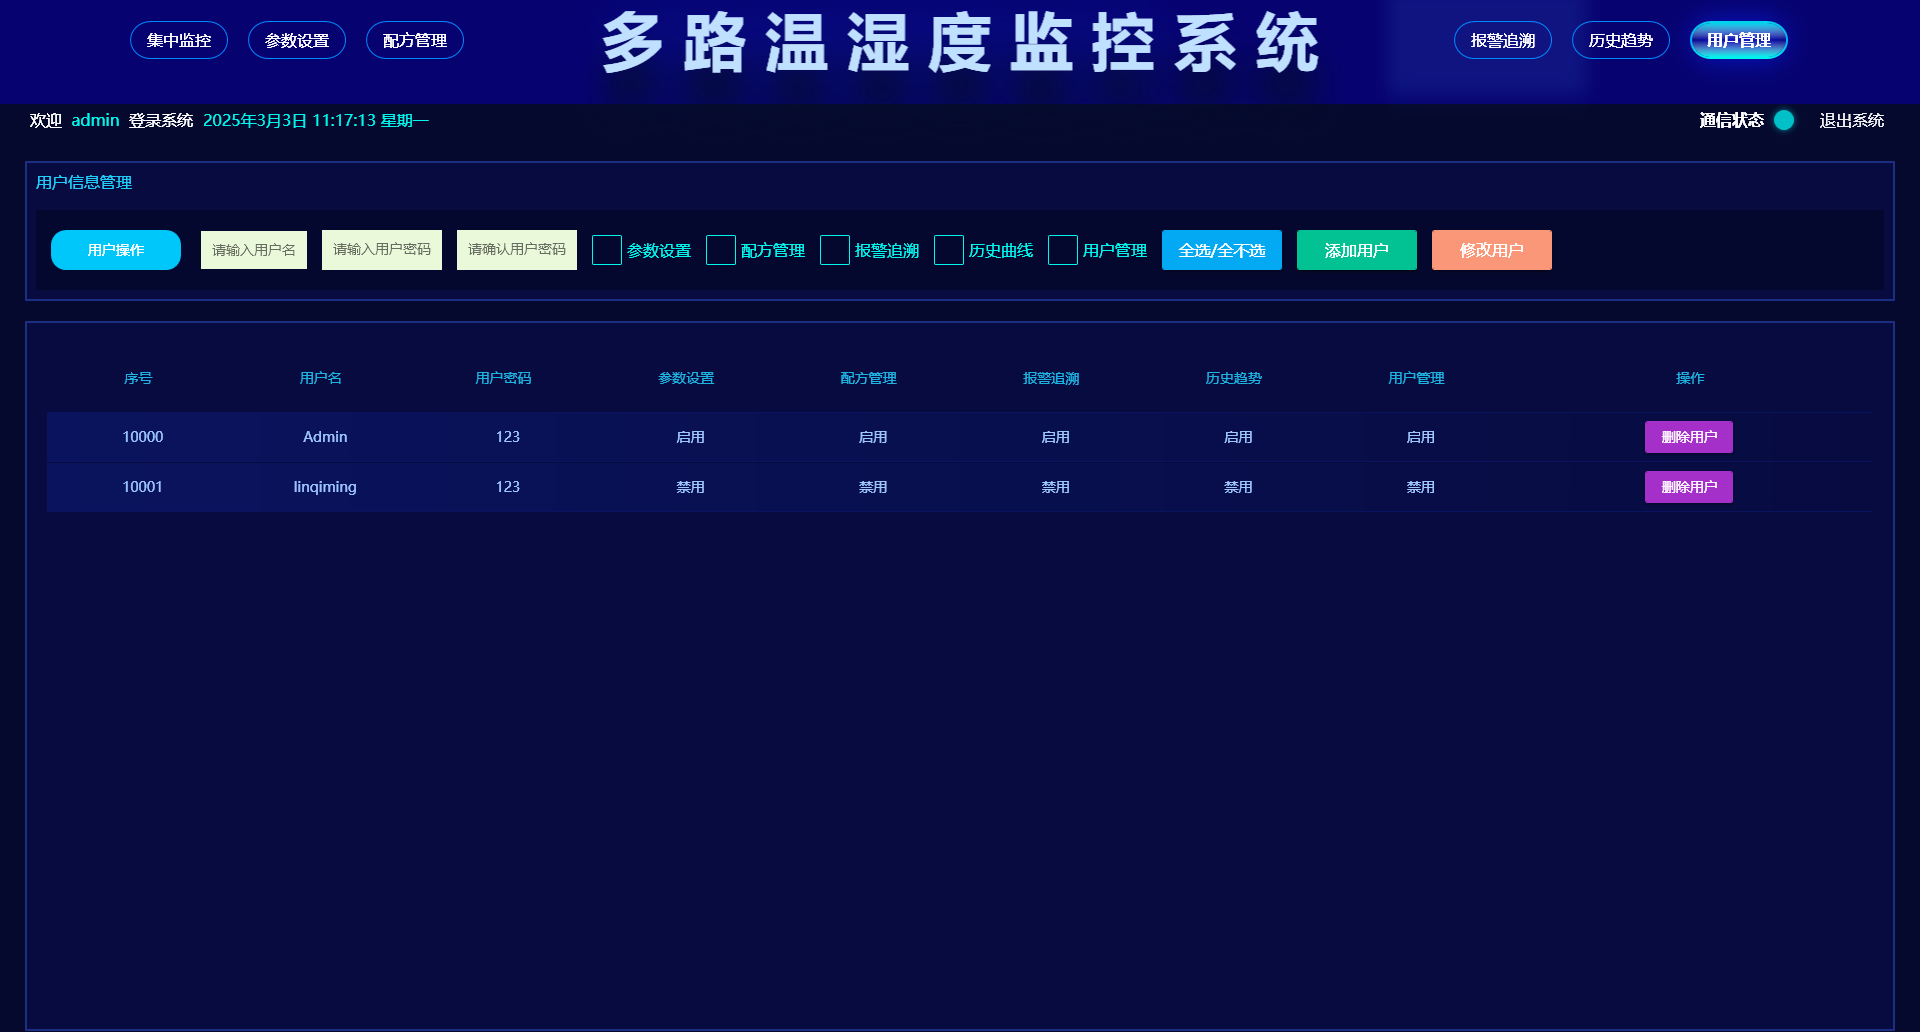 集中监控 参数设置 配方管理 多路温湿度监控系统 报警追溯 历史趋势 用户管理
欢迎 admin 登录系统 2025年3月3日 11:17:13 星期一 通信状态 退出系统
用户信息管理
用户操作 请输入用户名 请输入用户密码 请确认用户密码 参数设置 配方管理 报警追溯 历史曲线 用户管理 全选/全不选 添加用户 修改用户
序号 用户名 用户密码 参数设置 配方管理 报警追溯 历史趋势 用户管理 操作
10000 Admin 123 启用 启用 启用 启用 启用 删除用户
10001 linqiming 123 禁用 禁用 禁用 禁用 禁用 删除用户